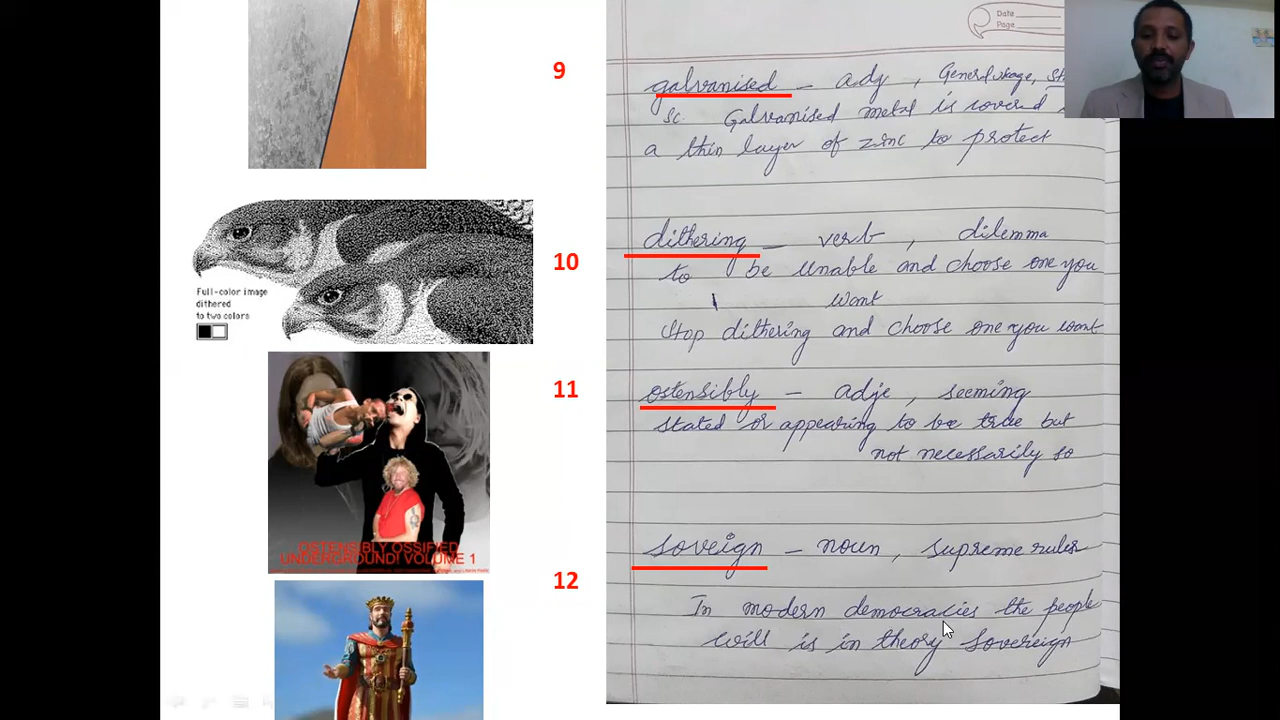 Date
Page
9
galvanised - adj, General usage,
sc. Galvanised metal is covered
a thin layer of zinc to protect
10
dithering - verb, dilemma
to be unable and choose one you
want
Stop dithering and choose one you want
Full-color image
dithered
to two colors
11
ostensibly - adje, seeming
stated or appearing to be true but
not necessarily so
OSTENSIBLY OSSIFIED
UNDERGROUND! VOLUME 1
12
soveign - noun, supreme ruler
In modern democracies the people
will is in theory sovereign